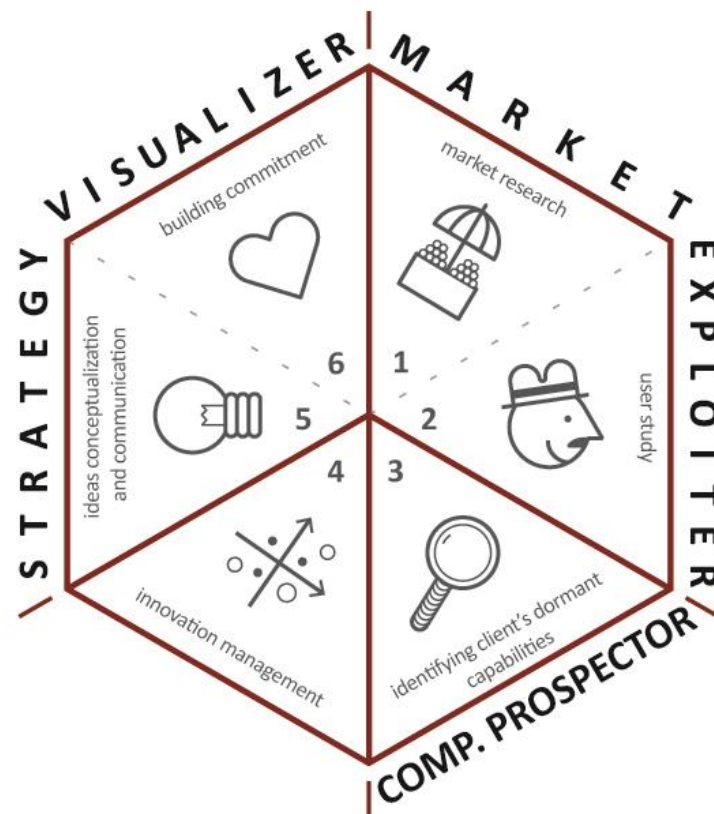 STRATEGY VISUALIZER
MARKET EXPLOITER
COMP. PROSPECTOR
building commitment
market research
ideas conceptualization
and communication
user study
innovation management
identifying client's dormant
capabilities
6
1
5
2
4
3